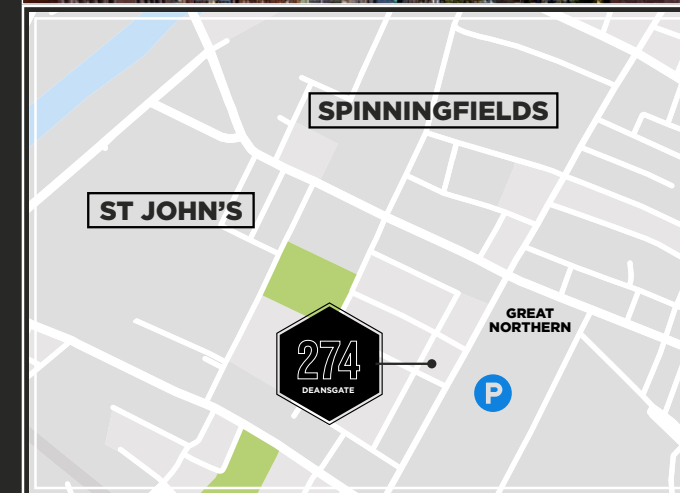 SPINNINGFIELDS
ST JOHN'S
GREAT
NORTHERN
274
DEANSGATE
P